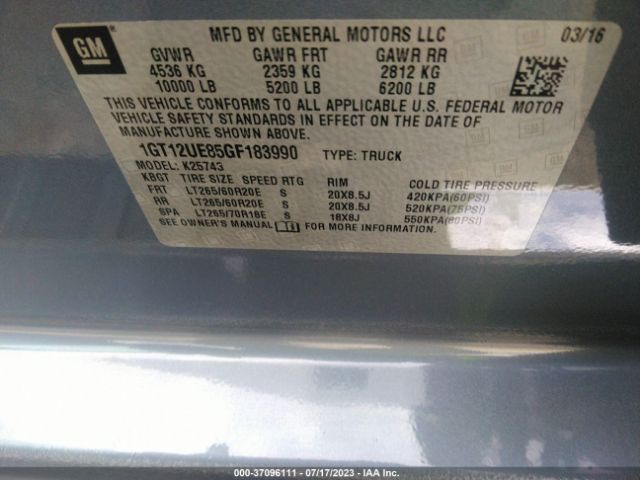 GM
MFD BY GENERAL MOTORS LLC 03/16
GVWR GAWR FRT GAWR RR
4536 KG 2359 KG 2812 KG
10000 LB 5200 LB 6200 LB
THIS VEHICLE CONFORMS TO ALL APPLICABLE U.S. FEDERAL MOTOR
VEHICLE SAFETY STANDARDS IN EFFECT ON THE DATE OF
MANUFACTURE SHOWN ABOVE.
1GT12UE85GF183990 TYPE: TRUCK
MODEL: K25743
KBGT TIRE SIZE SPEED RTG RIM COLD TIRE PRESSURE
FRT LT265/60R20E S 20X8.5J 420KPA(60PSI)
RR LT265/60R20E S 20X8.5J 520KPA(75PSI)
SPA LT265/70R18E S 18X8J 550KPA(80PSI)
SEE OWNER'S MANUAL FOR MORE INFORMATION.
000-37096111 - 07/17/2023 - IAA Inc.